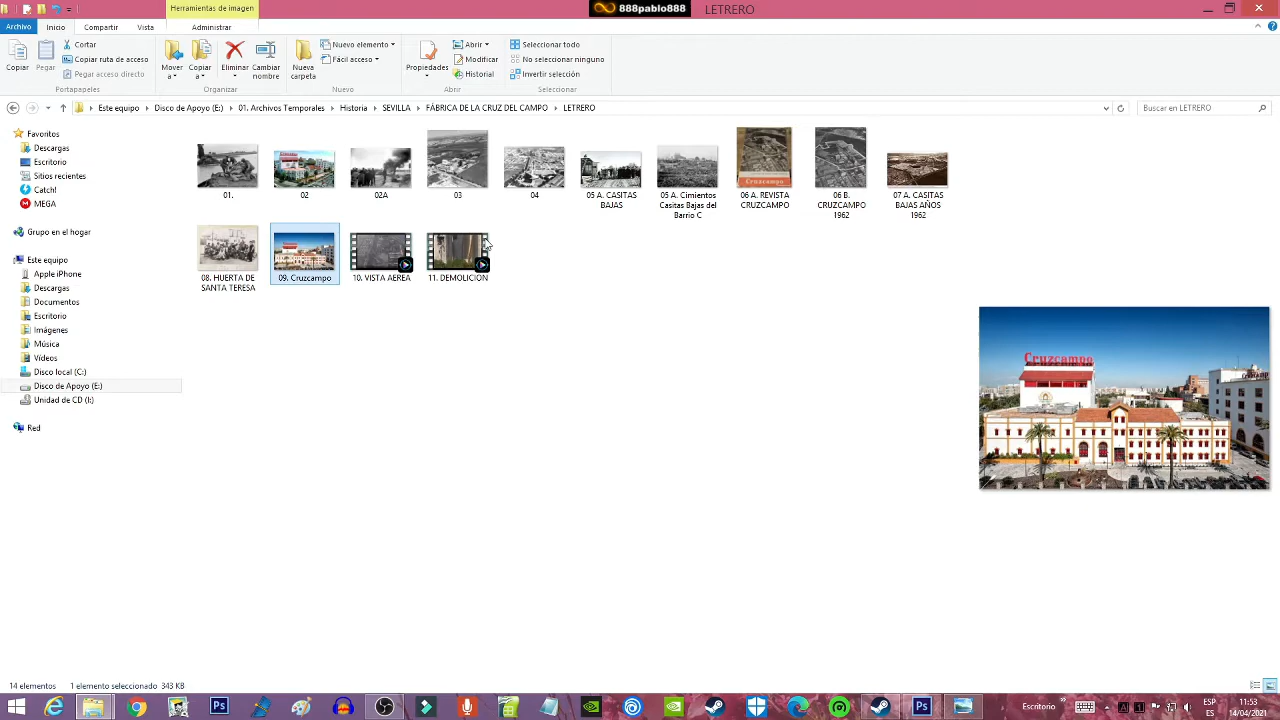 Herramientas de imagen
888pablo888
LETRERO
Archivo
Inicio
Compartir
Vista
Administrar
Copiar
Pegar
Cortar
Copiar ruta de acceso
Pegar acceso directo
Portapapeles
Mover a
Copiar a
Eliminar
Cambiar nombre
Organizar
Nueva carpeta
Nuevo elemento
Fácil acceso
Nuevo
Propiedades
Abrir
Modificar
Historial
Abrir
Seleccionar todo
No seleccionar ninguno
Invertir selección
Seleccionar
Este equipo
Disco de Apoyo (E:)
01. Archivos Temporales
Historia
SEVILLA
FÁBRICA DE LA CRUZ DEL CAMPO
LETRERO
Buscar en LETRERO
Favoritos
Descargas
Escritorio
Sitios recientes
Catch!
MEGA
Grupo en el hogar
Este equipo
Apple iPhone
Descargas
Documentos
Escritorio
Imágenes
Música
Vídeos
Disco local (C:)
Disco de Apoyo (E:)
Unidad de CD (I:)
Red
01.
02
02A
03
04
05 A. CASITAS
BAJAS
05 A. Cimientos
Casitas Bajas del
Barrio C
Cruzcampo
06 A. REVISTA
CRUZCAMPO
06 B.
CRUZCAMPO
1962
07 A. CASITAS
BAJAS AÑOS
1962
08. HUERTA DE
SANTA TERESA
09. Cruzcampo
10. VISTA AEREA
11. DEMOLICION
Cruzcampo
14 elementos
1 elemento seleccionado 343 KB
Ps
Ps
Escritorio
ESP
ES
11:53
14/04/2021